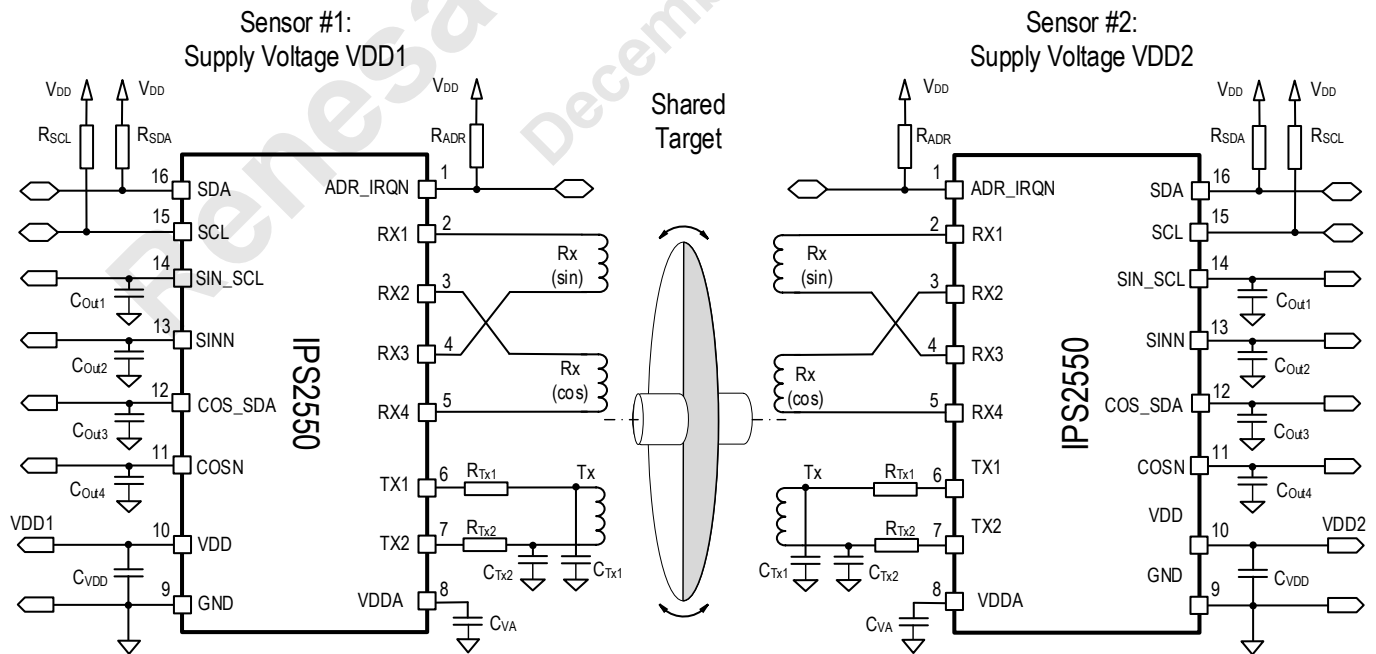 Sensor #1:
Supply Voltage VDD1
Sensor #2:
Supply Voltage VDD2
Renesa
Decemb
Shared
Target
VDD VDD
RSCL RSDA
VDD
RADR
16 SDA
15 SCL
14 SIN_SCL
COut1
13 SINN
COut2
12 COS_SDA
COut3
11 COSN
COut4
VDD1
10 VDD
CVDD
9 GND
IPS2550
ADR_IRQN 1
RX1 2
RX2 3
RX3 4
RX4 5
TX1 6
TX2 7
VDDA 8
Rx
(sin)
Rx
(cos)
RTx1 Tx
RTx2
CTx2 CTx1
CVA
VDD
RADR
VDD VDD
RSDA RSCL
1 ADR_IRQN
2 RX1
3 RX2
4 RX3
5 RX4
6 TX1
7 TX2
8 VDDA
Rx
(sin)
Rx
(cos)
Tx RTx1
RTx2
CTx1 CTx2
CVA
IPS2550
SDA 16
SCL 15
SIN_SCL 14
COut1
SINN 13
COut2
COS_SDA 12
COut3
COSN 11
COut4
VDD 10
VDD2
CVDD
GND 9